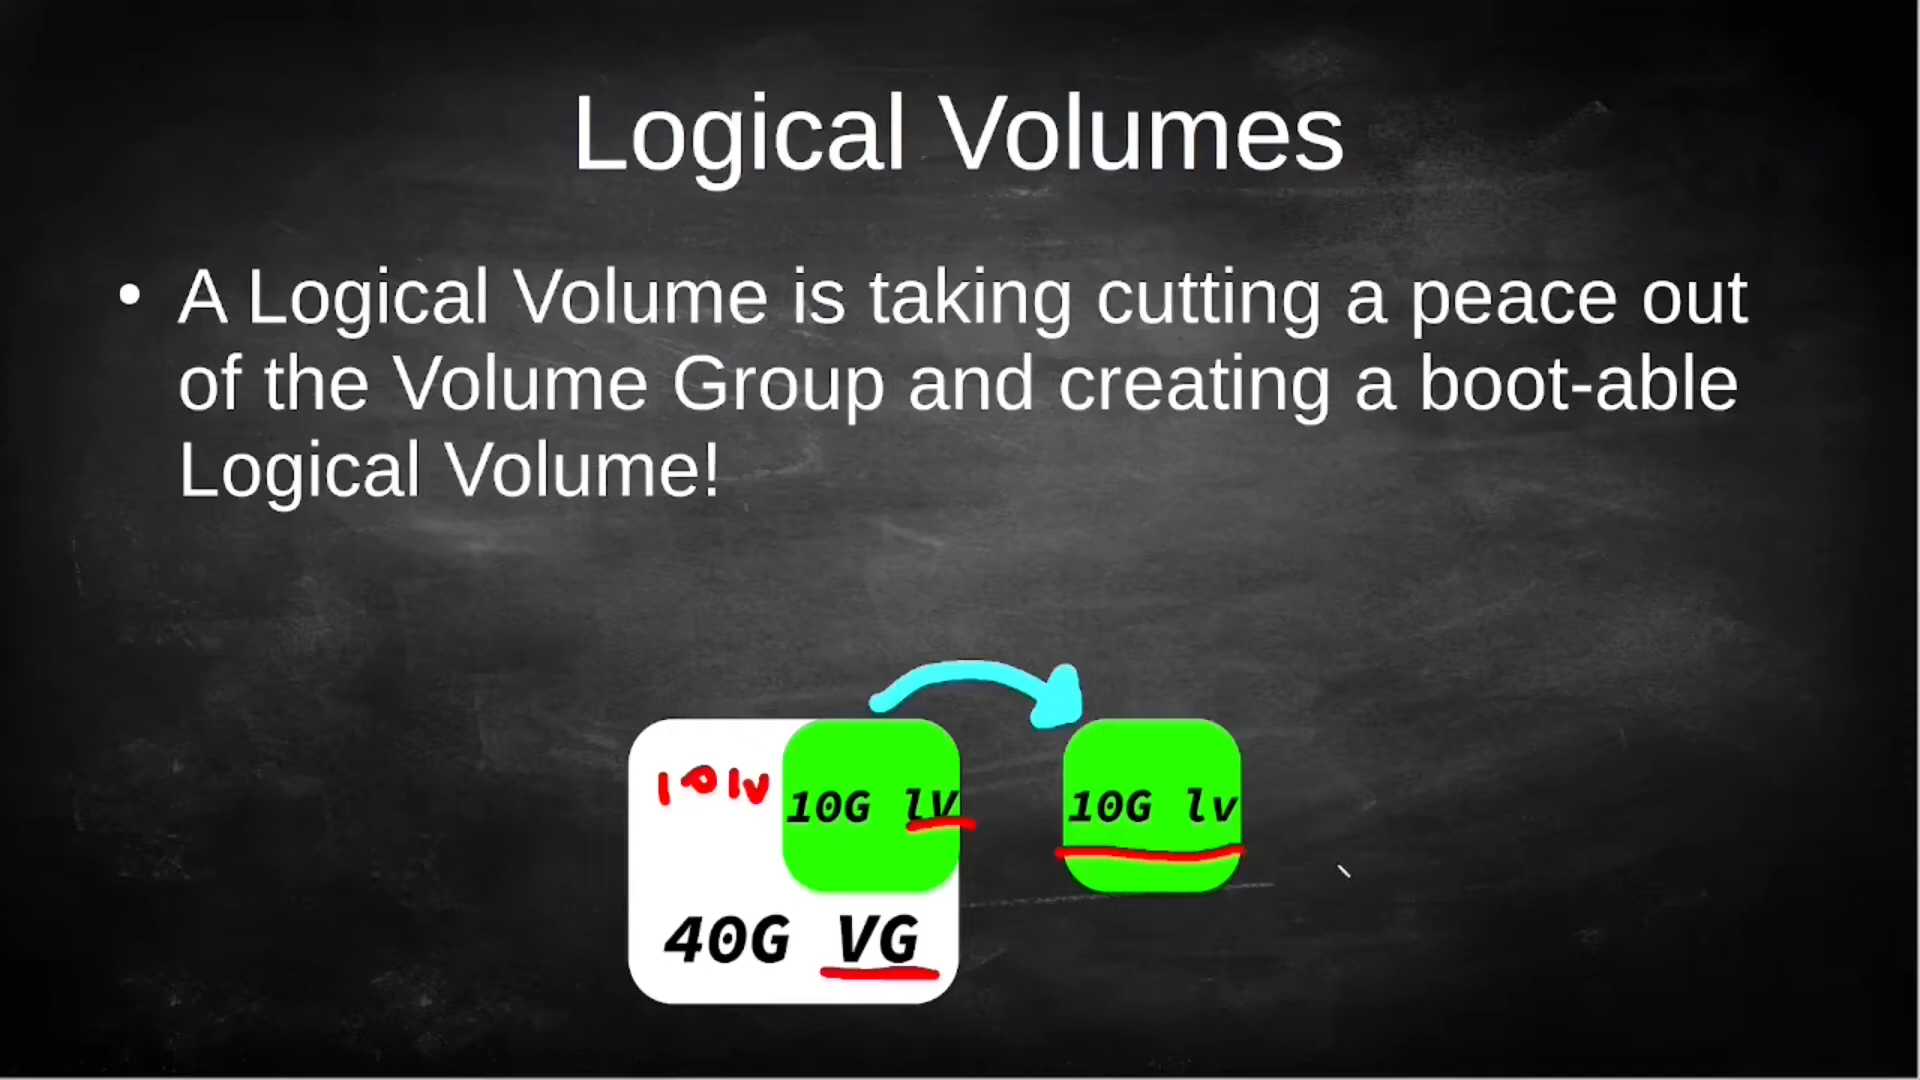 Logical Volumes
• A Logical Volume is taking cutting a peace out
of the Volume Group and creating a boot-able
Logical Volume!
10lv
10G lV
10G lv
40G VG